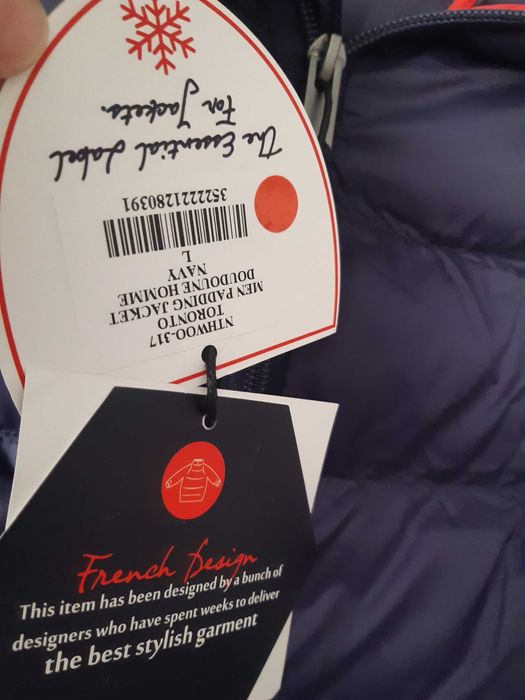 NTHWOO-317
TORONTO
MEN PADDING JACKET
DOUDOUNE HOMME
NAVY
L
3522221280391
The Essential Label
For Jackets.
French Design
This item has been designed by a bunch of
designers who have spent weeks to deliver
the best stylish garment